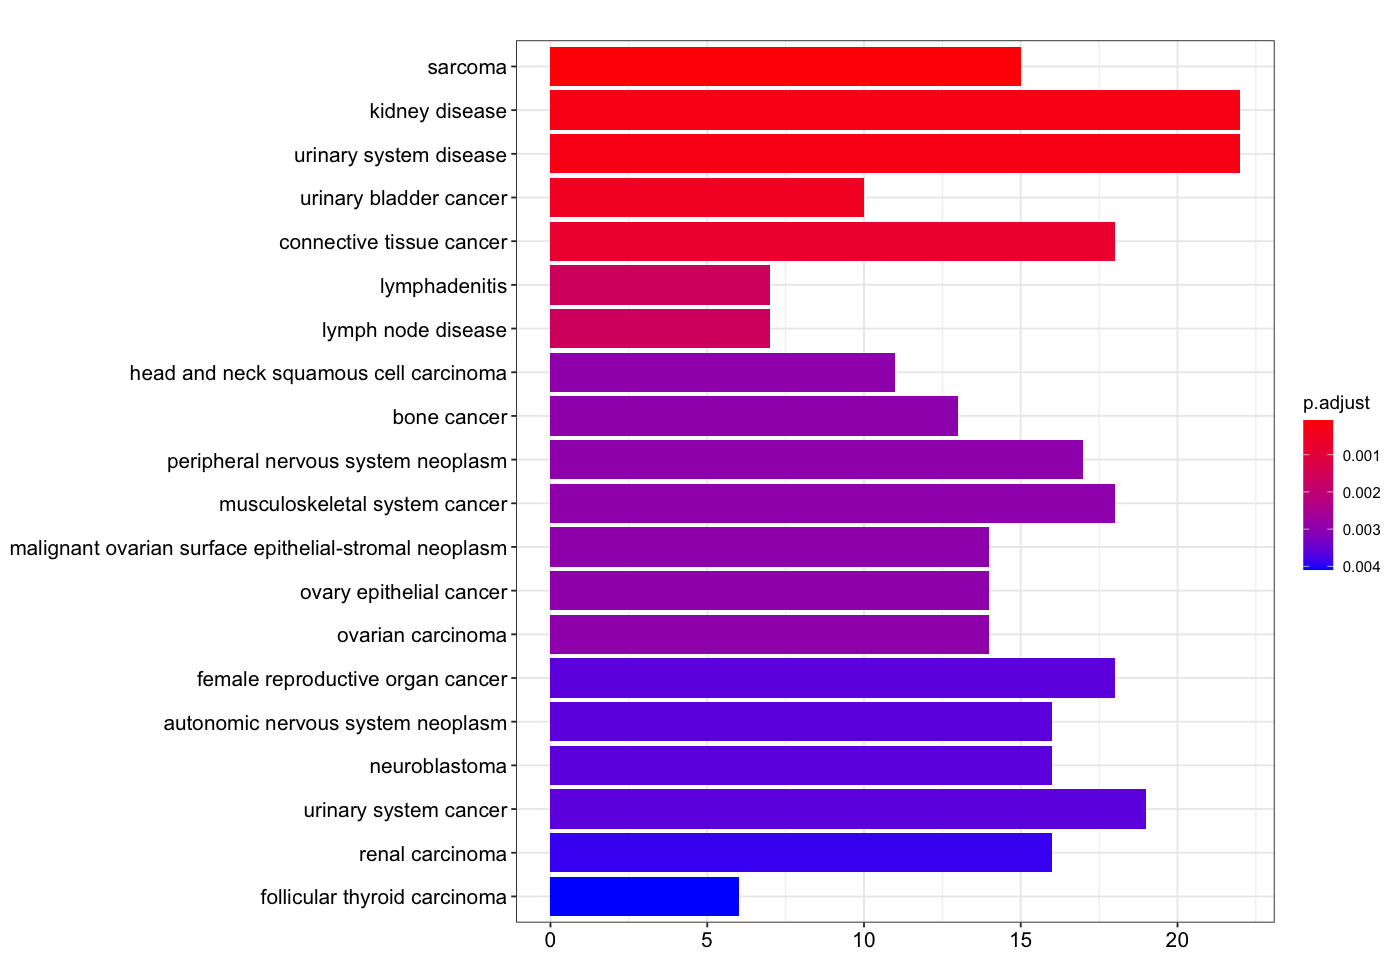 sarcoma
kidney disease
urinary system disease
urinary bladder cancer
connective tissue cancer
lymphadenitis
lymph node disease
head and neck squamous cell carcinoma
bone cancer
peripheral nervous system neoplasm
musculoskeletal system cancer
malignant ovarian surface epithelial-stromal neoplasm
ovary epithelial cancer
ovarian carcinoma
female reproductive organ cancer
autonomic nervous system neoplasm
neuroblastoma
urinary system cancer
renal carcinoma
follicular thyroid carcinoma
0 5 10 15 20
p.adjust
0.001
0.002
0.003
0.004